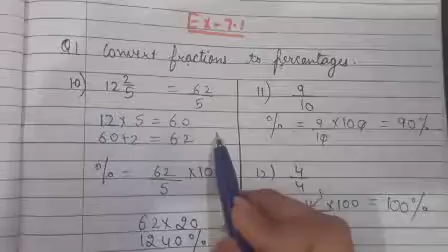 Ex-7.1
Q1 Convert fractions to percentages.
10) 12 2/5 = 62/5
12 × 5 = 60
60+2 = 62
% = 62/5 × 10
62 × 20
1240%
11) 9/10
% = 9/10 × 100 = 90%
12) 4/4
× 100 = 100%